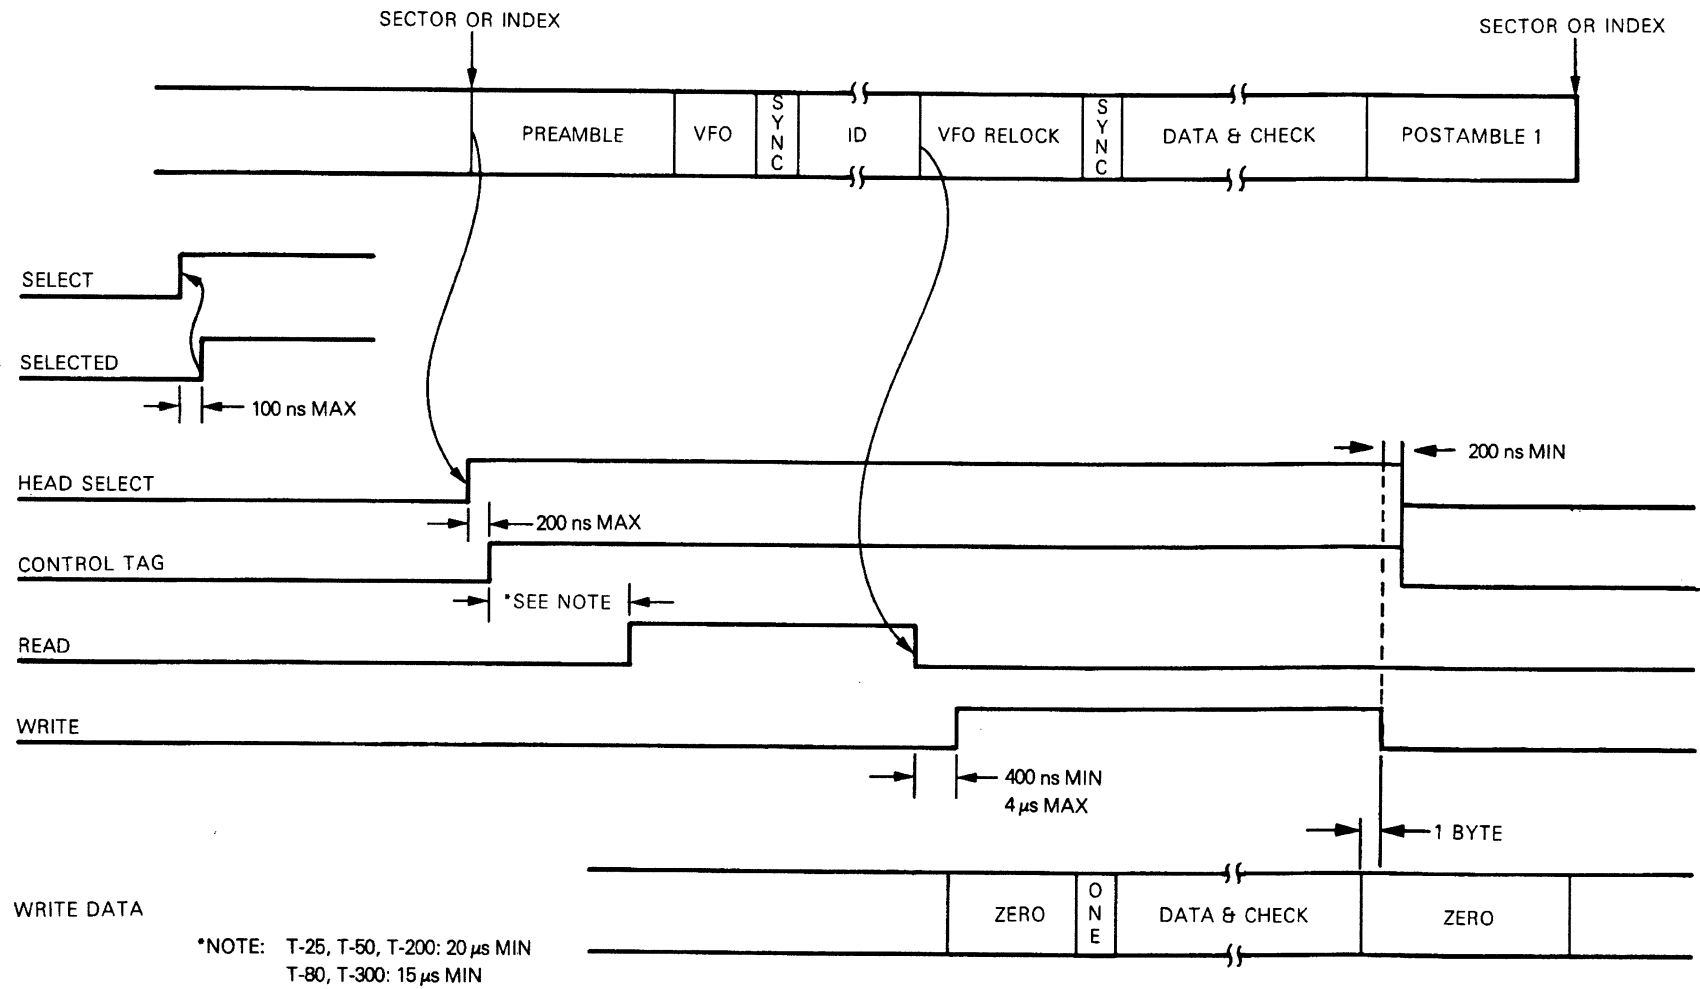 SECTOR OR INDEX
SECTOR OR INDEX
PREAMBLE
VFO
SYNC
ID
VFO RELOCK
SYNC
DATA & CHECK
POSTAMBLE 1
SELECT
SELECTED
100 ns MAX
200 ns MIN
HEAD SELECT
200 ns MAX
CONTROL TAG
*SEE NOTE
READ
WRITE
400 ns MIN
4 µs MAX
1 BYTE
WRITE DATA
ZERO
ONE
DATA & CHECK
ZERO
*NOTE: T-25, T-50, T-200: 20 µs MIN
T-80, T-300: 15 µs MIN